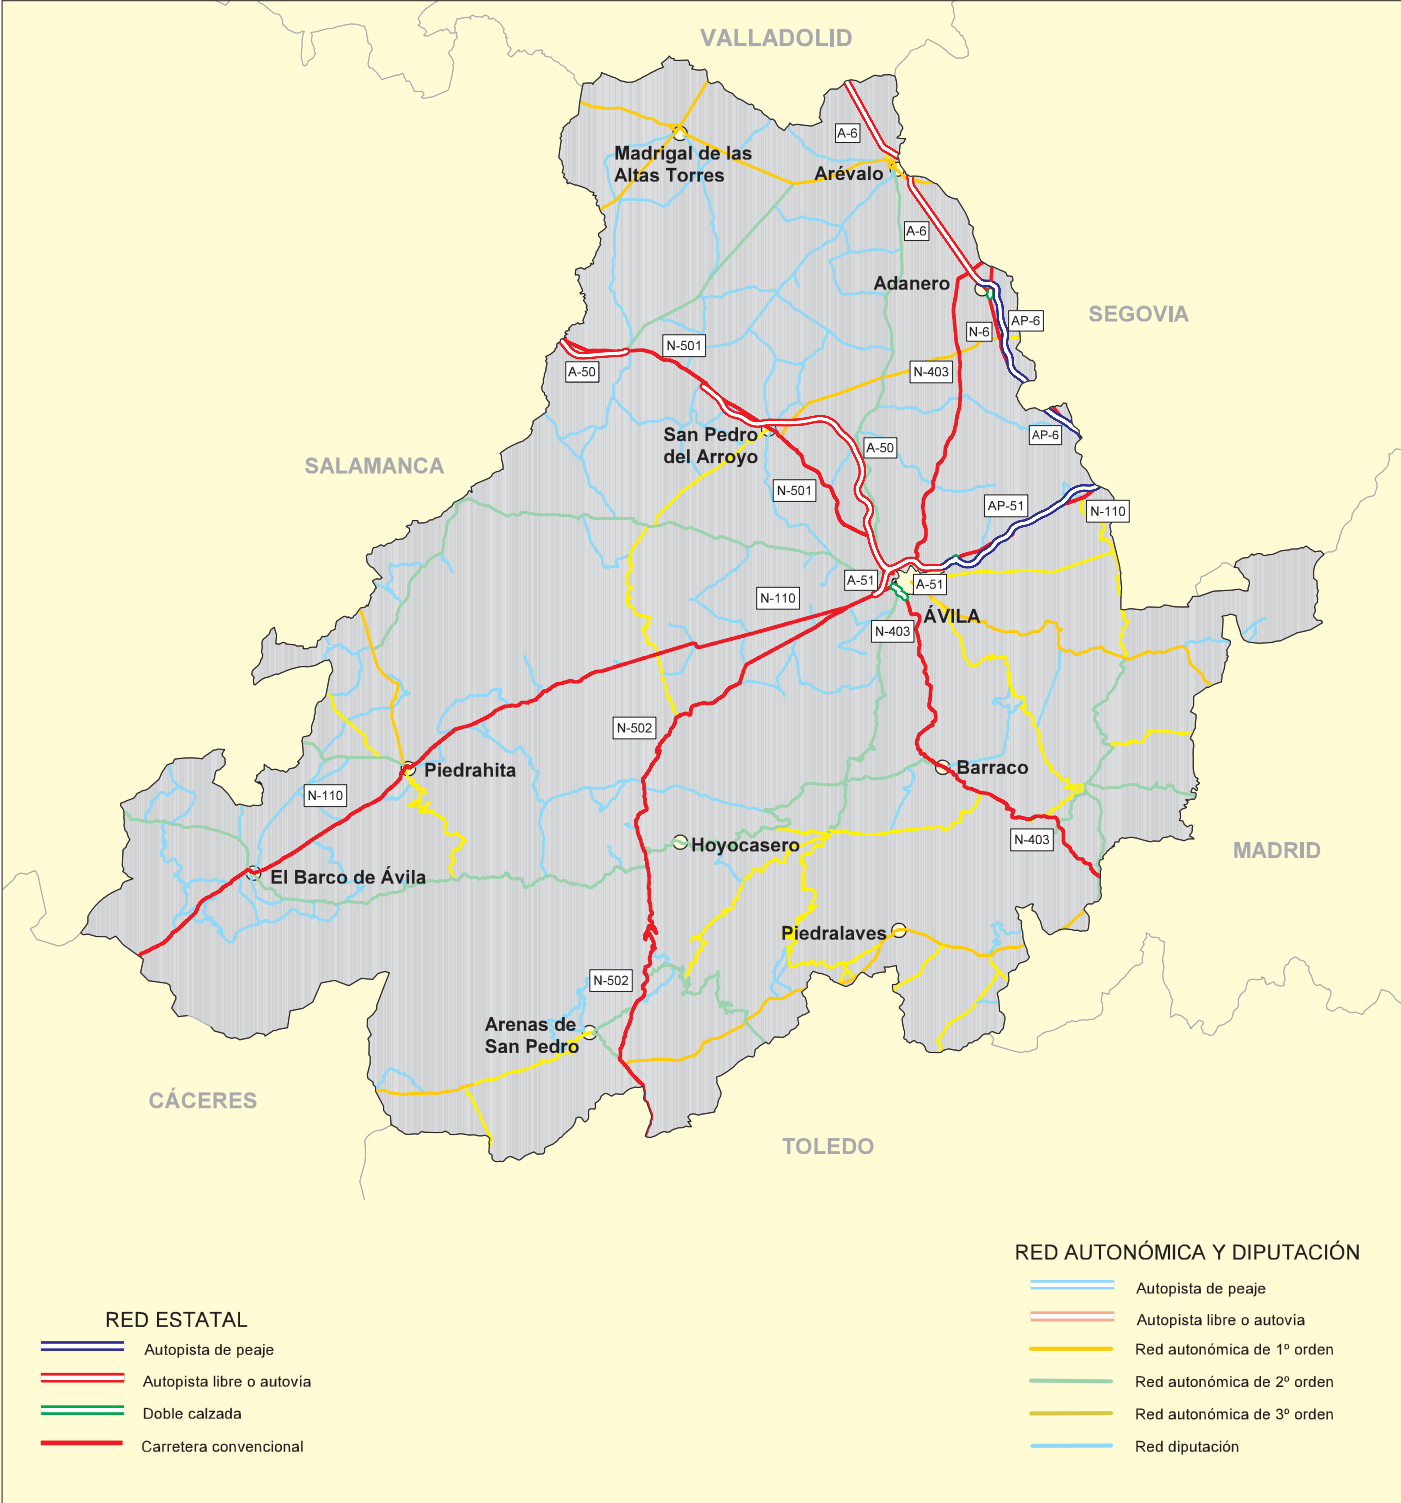 VALLADOLID
A-6
Madrigal de las
Altas Torres
Arévalo
A-6
Adanero
SEGOVIA
AP-6
N-6
N-501
A-50
N-403
San Pedro
del Arroyo
AP-6
A-50
SALAMANCA
N-501
AP-51
N-110
A-51
A-51
N-110
ÁVILA
N-403
N-502
Piedrahita
Barraco
N-110
N-403
Hoyocasero
MADRID
El Barco de Ávila
Piedralaves
N-502
Arenas de
San Pedro
CÁCERES
TOLEDO
RED ESTATAL
Autopista de peaje
Autopista libre o autovía
Doble calzada
Carretera convencional
RED AUTONÓMICA Y DIPUTACIÓN
Autopista de peaje
Autopista libre o autovía
Red autonómica de 1º orden
Red autonómica de 2º orden
Red autonómica de 3º orden
Red diputación